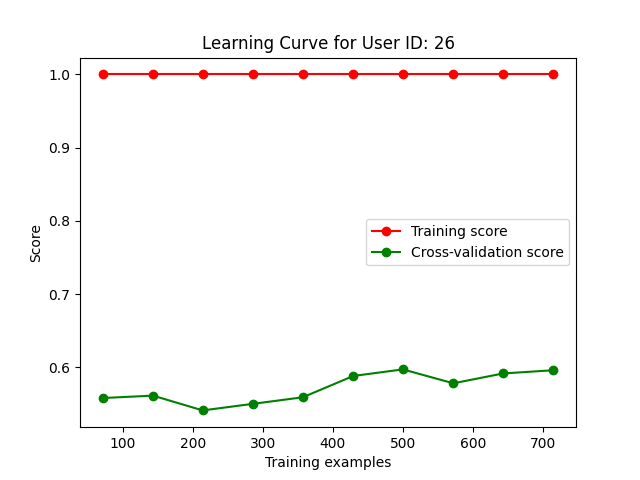 Learning Curve for User ID: 26
1.0
0.9
0.8
0.7
0.6
Score
Training score
Cross-validation score
100 200 300 400 500 600 700
Training examples